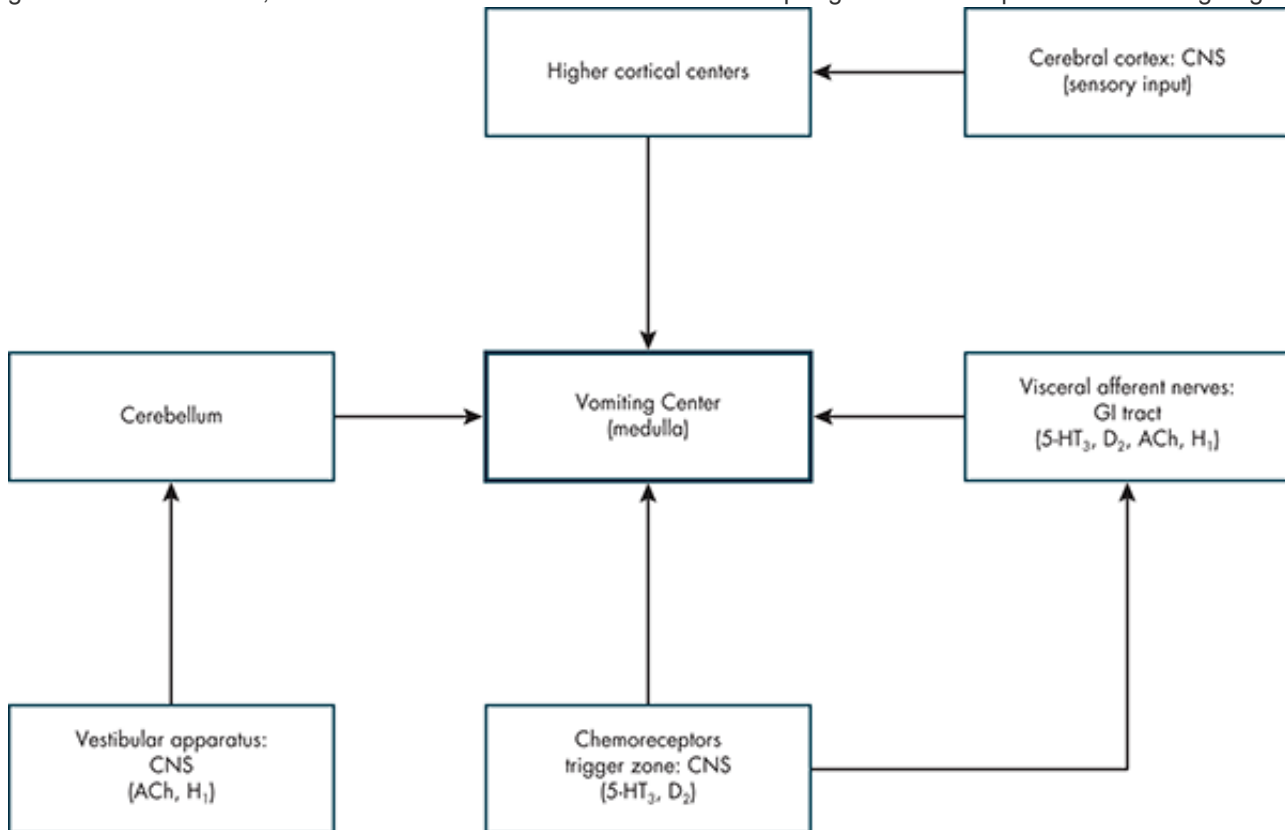 Higher cortical centers
Cerebral cortex: CNS
(sensory input)
Cerebellum
Vomiting Center
(medulla)
Visceral afferent nerves:
GI tract
(5-HT₃, D₂, ACh, H₁)
Vestibular apparatus:
CNS
(ACh, H₁)
Chemoreceptors
trigger zone: CNS
(5-HT₃, D₂)